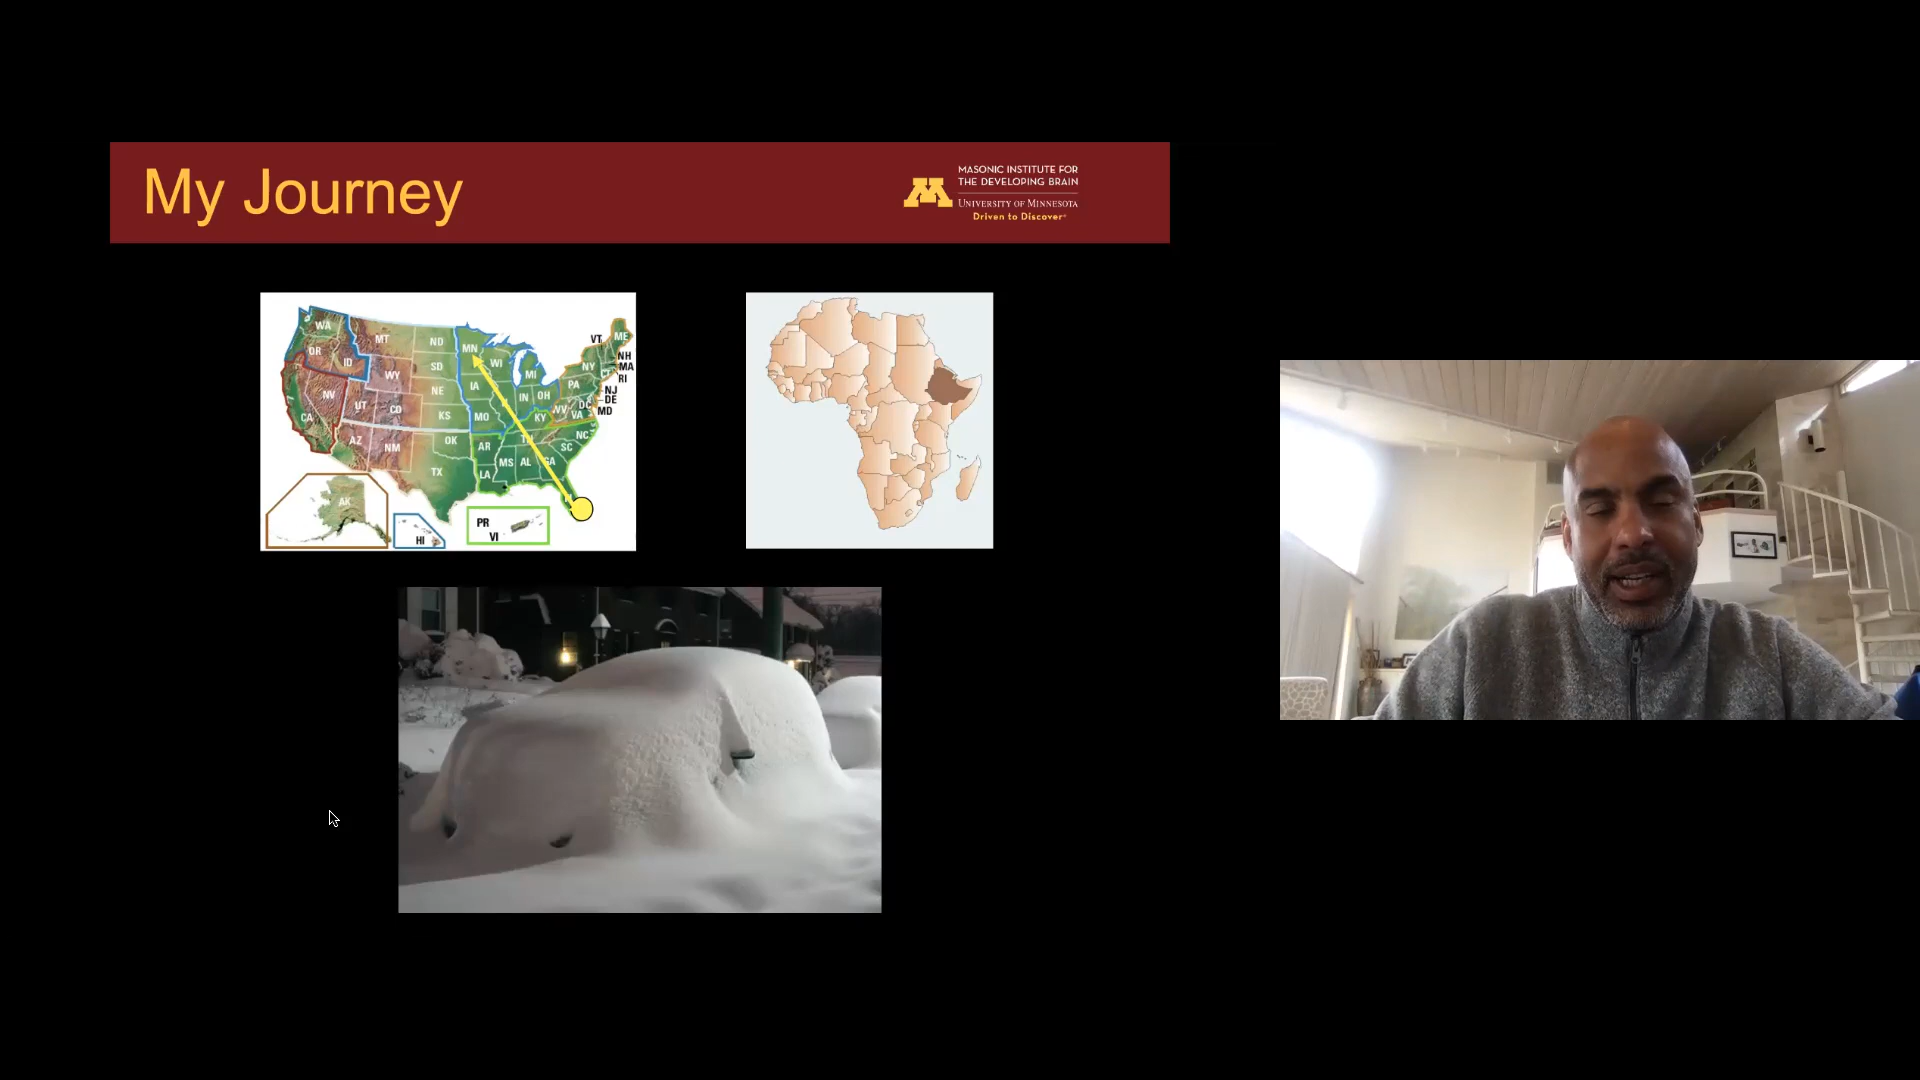 My Journey
MASONIC INSTITUTE FOR
THE DEVELOPING BRAIN
UNIVERSITY OF MINNESOTA
Driven to Discover
WA
OR
ID
MT
WY
NV
CA
UT
CO
AZ
NM
ND
SD
NE
KS
OK
TX
MN
IA
MO
AR
LA
WI
MI
IN
OH
KY
MS
AL
GA
SC
NC
WV
VA
PA
NY
VT
ME
NH
MA
RI
CT
NJ
DE
DC
MD
AK
HI
PR
VI